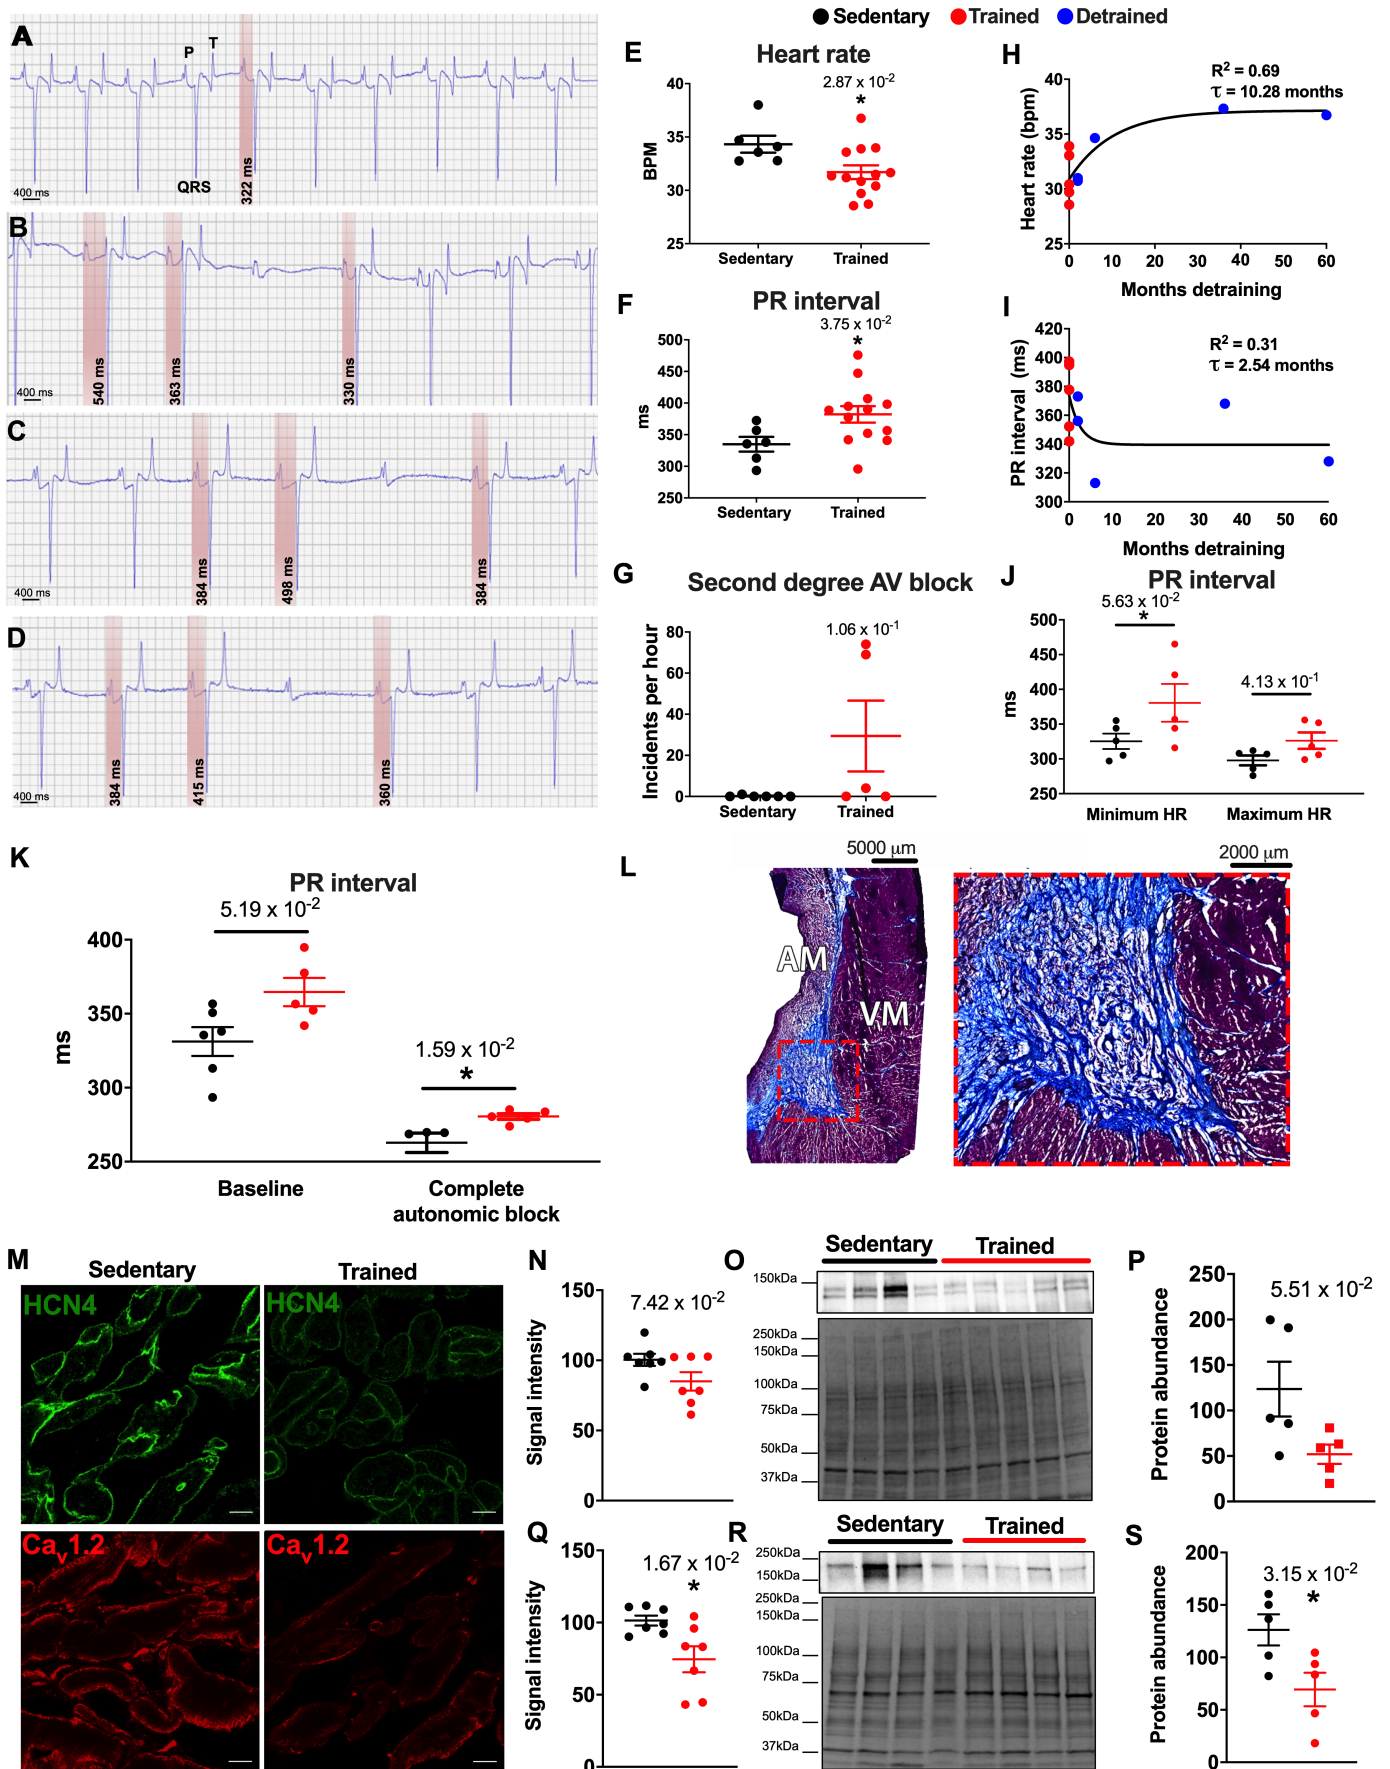 Sedentary Trained Detrained
A
P
T
QRS
322 ms
400 ms
B
540 ms
363 ms
330 ms
400 ms
C
384 ms
498 ms
384 ms
400 ms
D
384 ms
415 ms
360 ms
400 ms
E
Heart rate
2.87 x 10-2
*
BPM
40
35
30
25
Sedentary Trained
F
PR interval
3.75 x 10-2
*
ms
500
450
400
350
300
250
Sedentary Trained
G
Second degree AV block
1.06 x 10-1
Incidents per hour
80
60
40
20
0
Sedentary Trained
H
R2 = 0.69
τ = 10.28 months
Heart rate (bpm)
40
35
30
25
0 10 20 30 40 50 60
Months detraining
I
R2 = 0.31
τ = 2.54 months
PR interval (ms)
420
400
380
360
340
320
300
0 10 20 30 40 50 60
Months detraining
J
PR interval
5.63 x 10-2
*
4.13 x 10-1
ms
500
450
400
350
300
250
Minimum HR Maximum HR
K
PR interval
5.19 x 10-2
1.59 x 10-2
*
ms
400
350
300
250
Baseline
Complete
autonomic block
L
5000 µm
2000 µm
AM
VM
M
Sedentary Trained
HCN4
HCN4
Cav1.2
Cav1.2
N
7.42 x 10-2
Signal intensity
150
100
50
0
O
Sedentary Trained
150kDa
250kDa
150kDa
100kDa
75kDa
50kDa
37kDa
P
5.51 x 10-2
Protein abundance
250
200
150
100
50
0
Q
1.67 x 10-2
*
Signal intensity
150
100
50
0
R
Sedentary Trained
250kDa
150kDa
250kDa
150kDa
100kDa
75kDa
50kDa
37kDa
S
3.15 x 10-2
*
Protein abundance
200
150
100
50
0